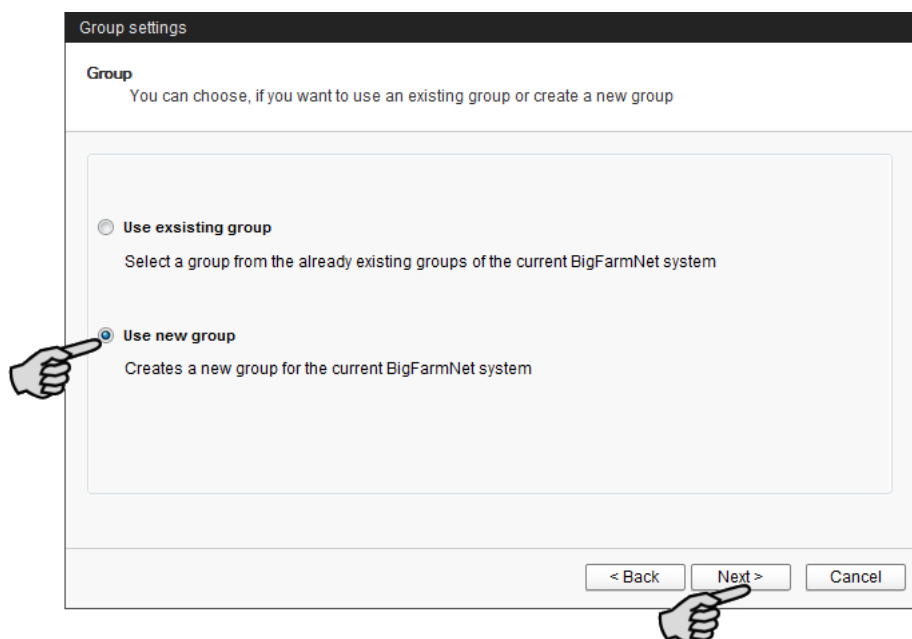 Group settings
Group
You can choose, if you want to use an existing group or create a new group
Use exsisting group
Select a group from the already existing groups of the current BigFarmNet system
Use new group
Creates a new group for the current BigFarmNet system
< Back Next > Cancel